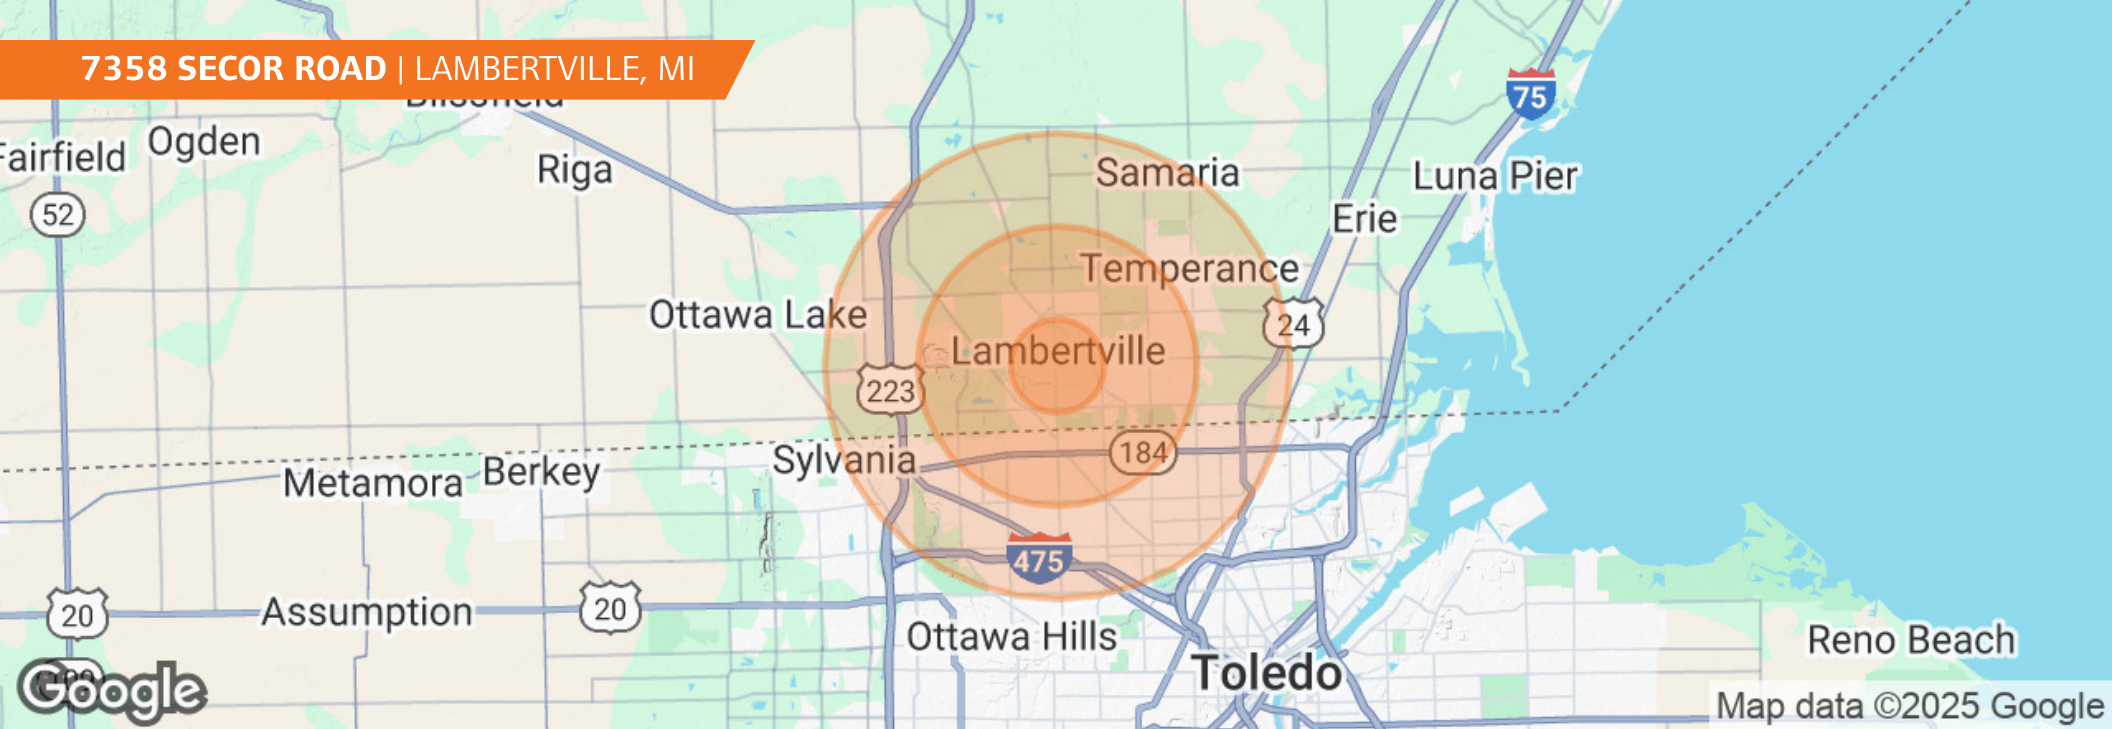 7358 SECOR ROAD | LAMBERTVILLE, MI
75
Fairfield
Ogden
Riga
Samaria
Luna Pier
52
Erie
Temperance
Ottawa Lake
24
Lambertville
223
184
Sylvania
Metamora
Berkey
475
20
Assumption
20
Ottawa Hills
Reno Beach
Toledo
Google
Map data ©2025 Google